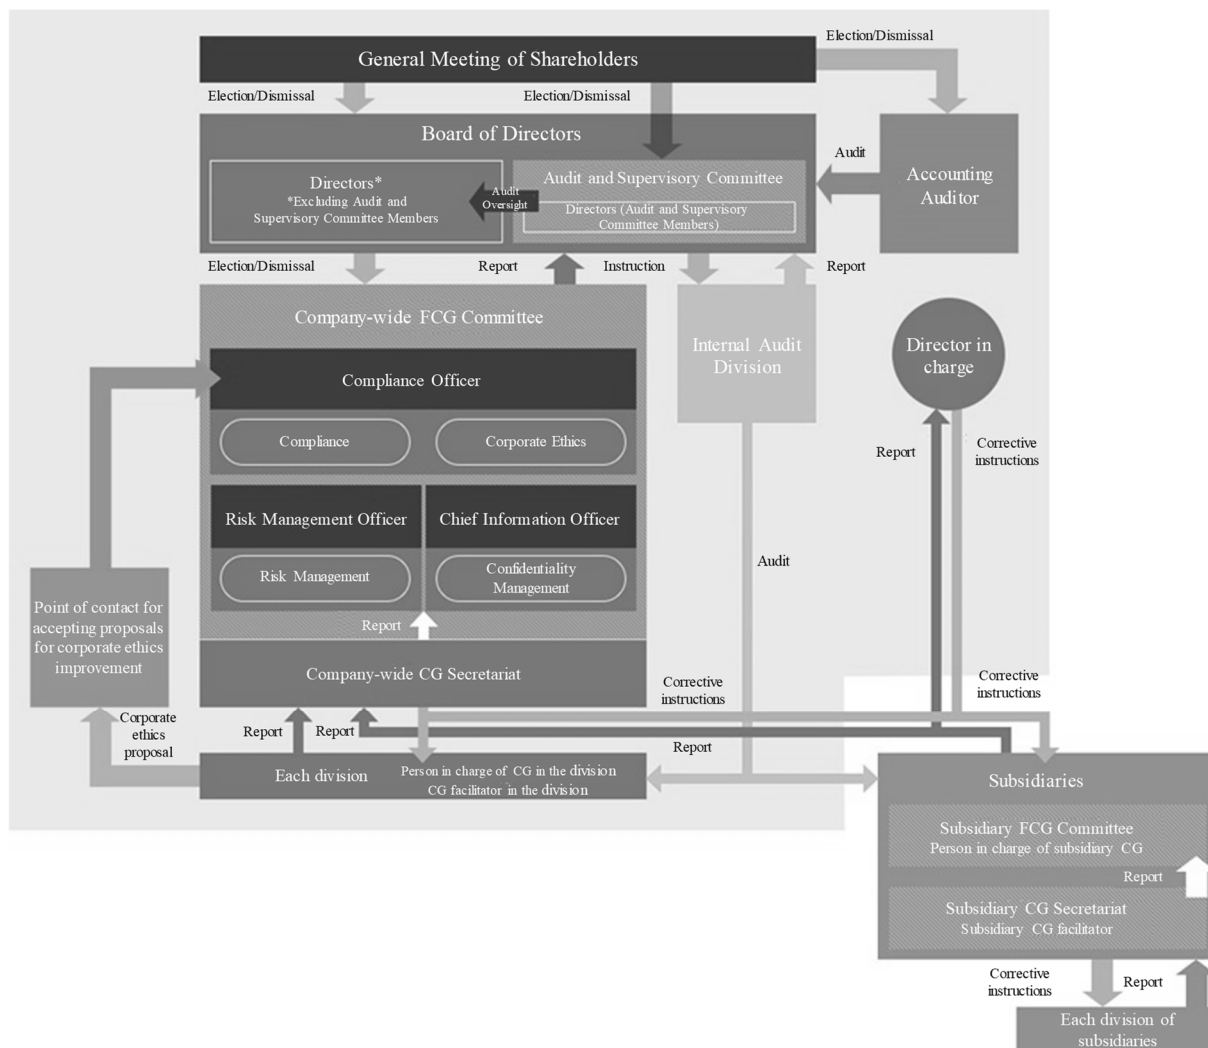 Election/Dismissal
General Meeting of Shareholders
Election/Dismissal
Election/Dismissal
Board of Directors
Audit
Directors*
*Excluding Audit and
Supervisory Committee Members
Audit
Oversight
Audit and Supervisory Committee
Directors (Audit and Supervisory
Committee Members)
Accounting
Auditor
Election/Dismissal
Report
Instruction
Report
Company-wide FCG Committee
Internal Audit
Division
Director in
charge
Compliance Officer
Compliance
Corporate Ethics
Report
Corrective
instructions
Risk Management Officer
Chief Information Officer
Risk Management
Confidentiality
Management
Audit
Point of contact for
accepting proposals
for corporate ethics
improvement
Report
Company-wide CG Secretariat
Corrective
instructions
Corrective
instructions
Corporate
ethics
proposal
Report
Report
Report
Each division
Person in charge of CG in the division
CG facilitator in the division
Subsidiaries
Subsidiary FCG Committee
Person in charge of subsidiary CG
Report
Subsidiary CG Secretariat
Subsidiary CG facilitator
Corrective
instructions
Report
Each division of
subsidiaries